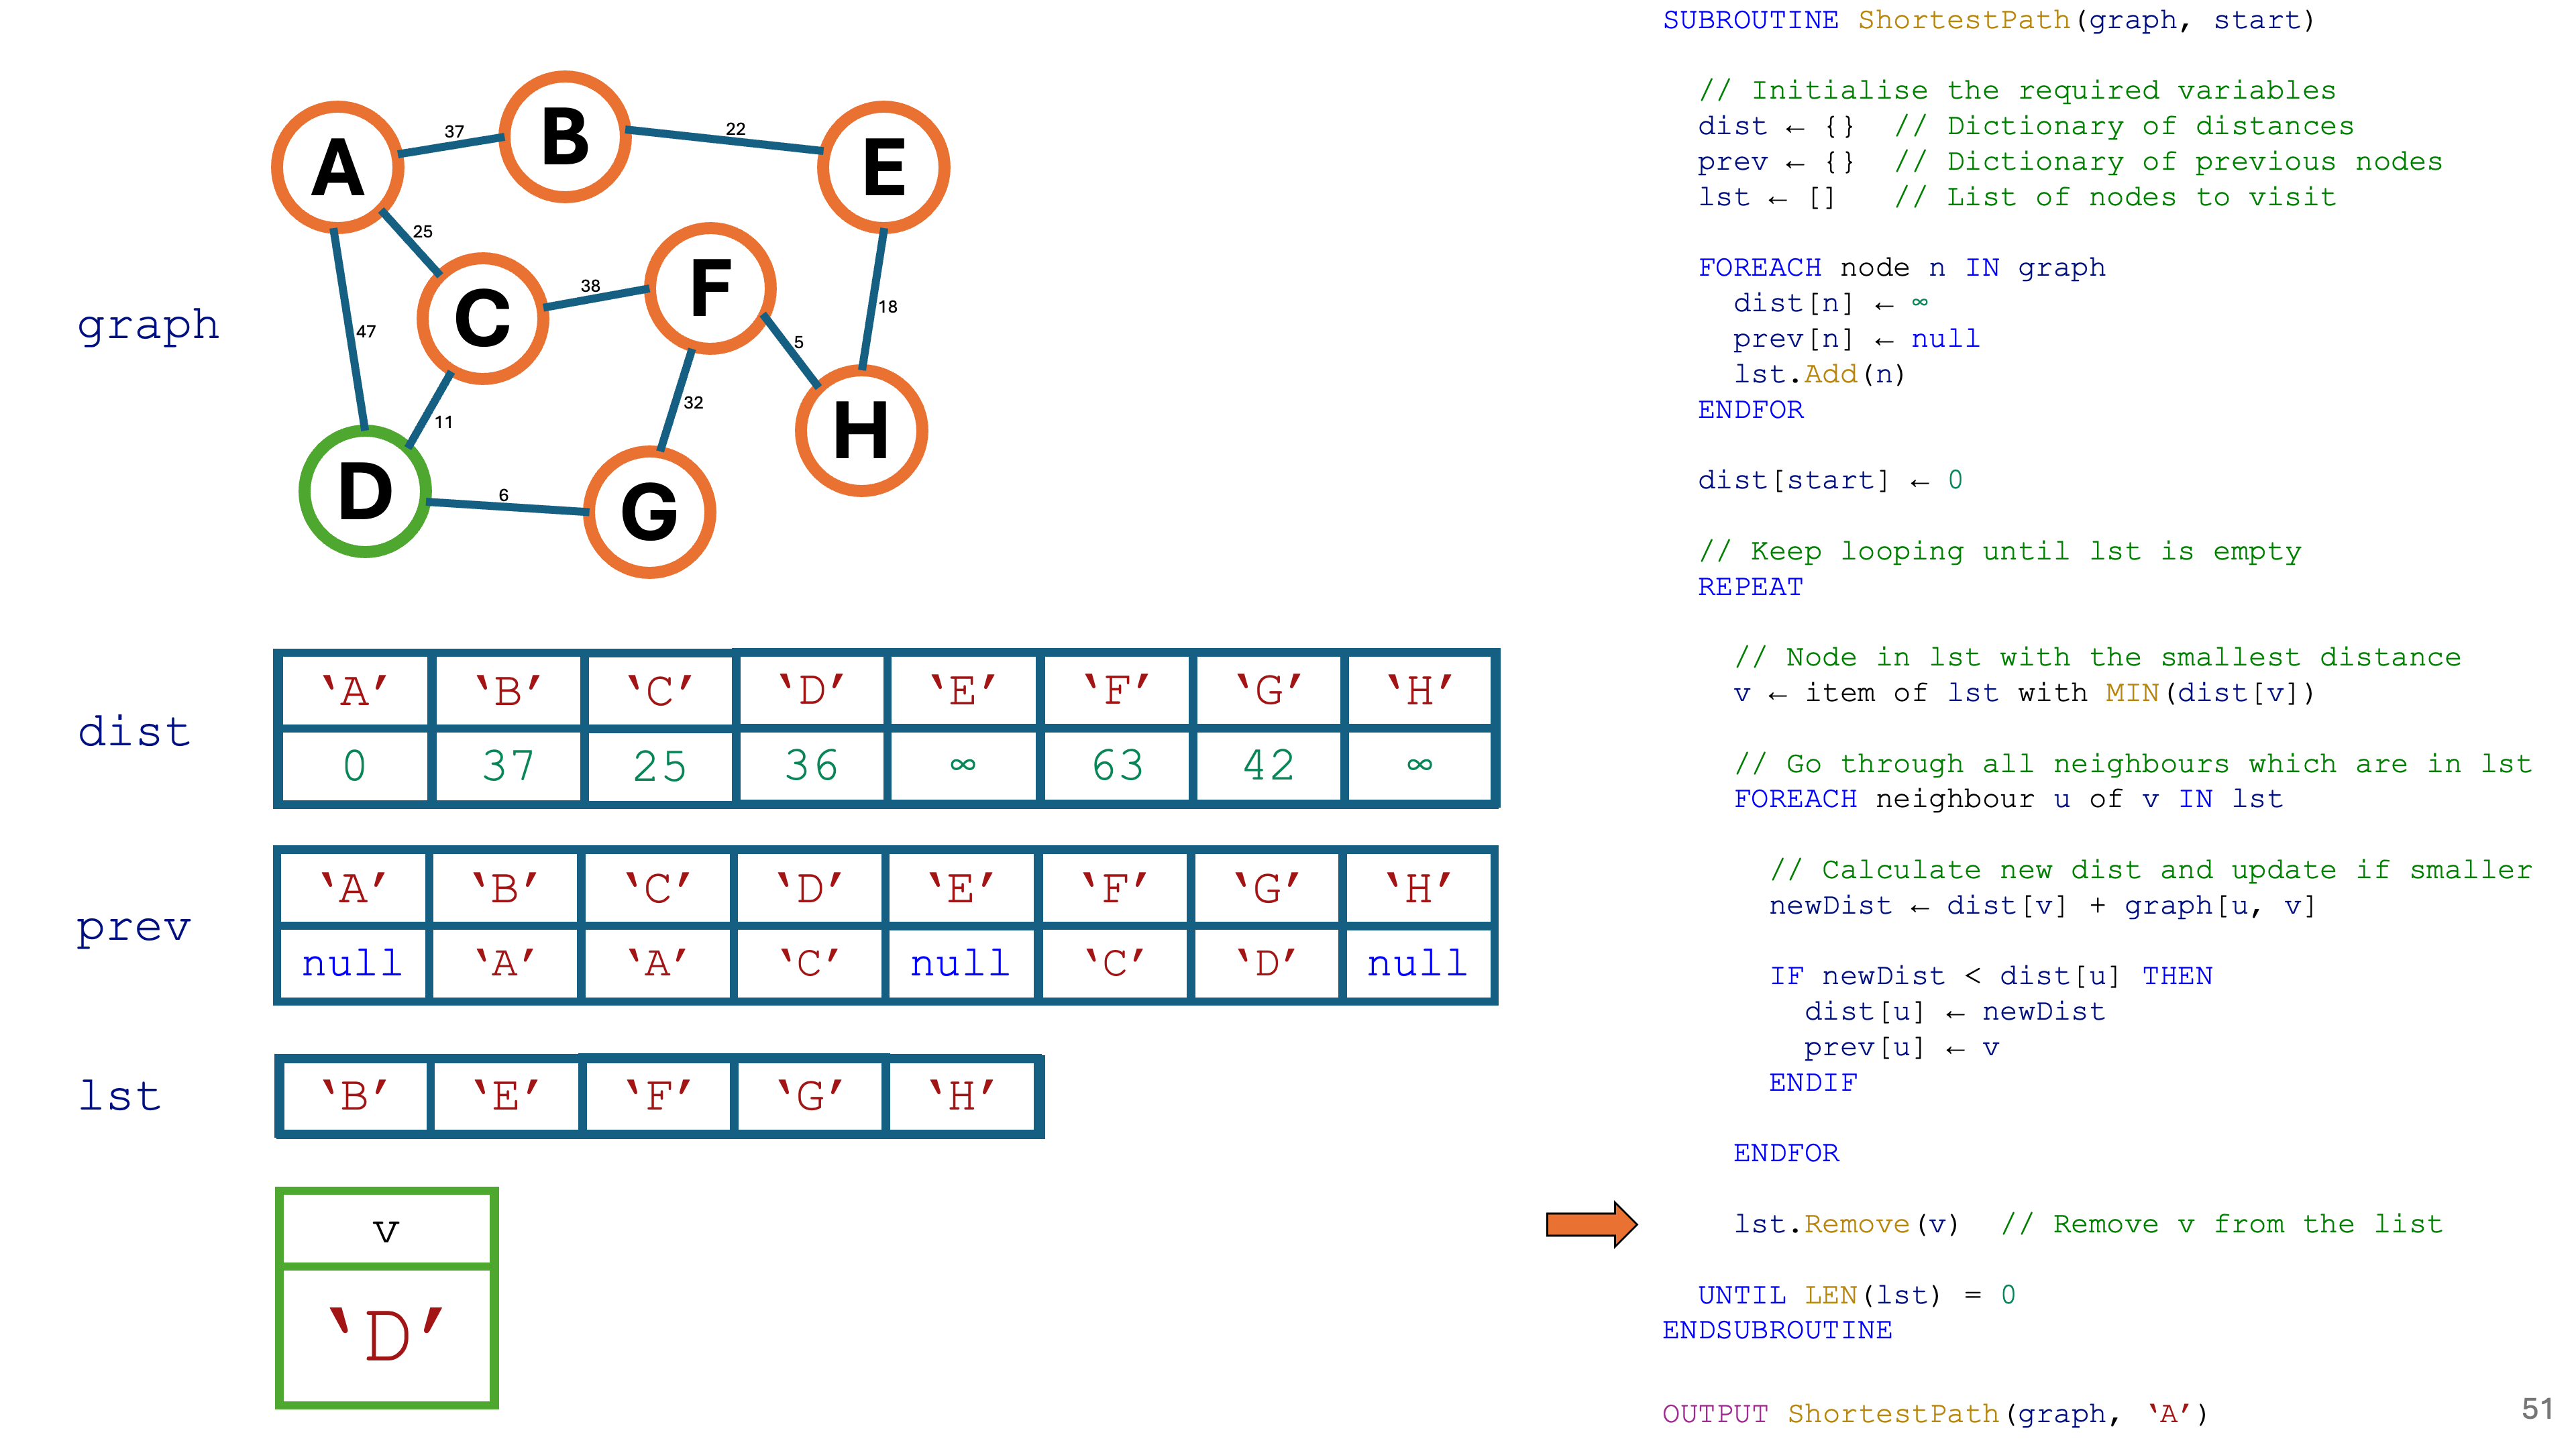 graph
A
B
C
D
E
F
G
H
37
22
25
38
47
5
18
11
32
6
dist
‘A’ ‘B’ ‘C’ ‘D’ ‘E’ ‘F’ ‘G’ ‘H’
0 37 25 36 ∞ 63 42 ∞
prev
‘A’ ‘B’ ‘C’ ‘D’ ‘E’ ‘F’ ‘G’ ‘H’
null ‘A’ ‘A’ ‘C’ null ‘C’ ‘D’ null
lst
‘B’ ‘E’ ‘F’ ‘G’ ‘H’
v
‘D’
SUBROUTINE ShortestPath(graph, start)
// Initialise the required variables
dist ← {} // Dictionary of distances
prev ← {} // Dictionary of previous nodes
lst ← [] // List of nodes to visit
FOREACH node n IN graph
dist[n] ← ∞
prev[n] ← null
lst.Add(n)
ENDFOR
dist[start] ← 0
// Keep looping until lst is empty
REPEAT
// Node in lst with the smallest distance
v ← item of lst with MIN(dist[v])
// Go through all neighbours which are in lst
FOREACH neighbour u of v IN lst
// Calculate new dist and update if smaller
newDist ← dist[v] + graph[u, v]
IF newDist < dist[u] THEN
dist[u] ← newDist
prev[u] ← v
ENDIF
ENDFOR
lst.Remove(v) // Remove v from the list
UNTIL LEN(lst) = 0
ENDSUBROUTINE
OUTPUT ShortestPath(graph, ‘A’)
51